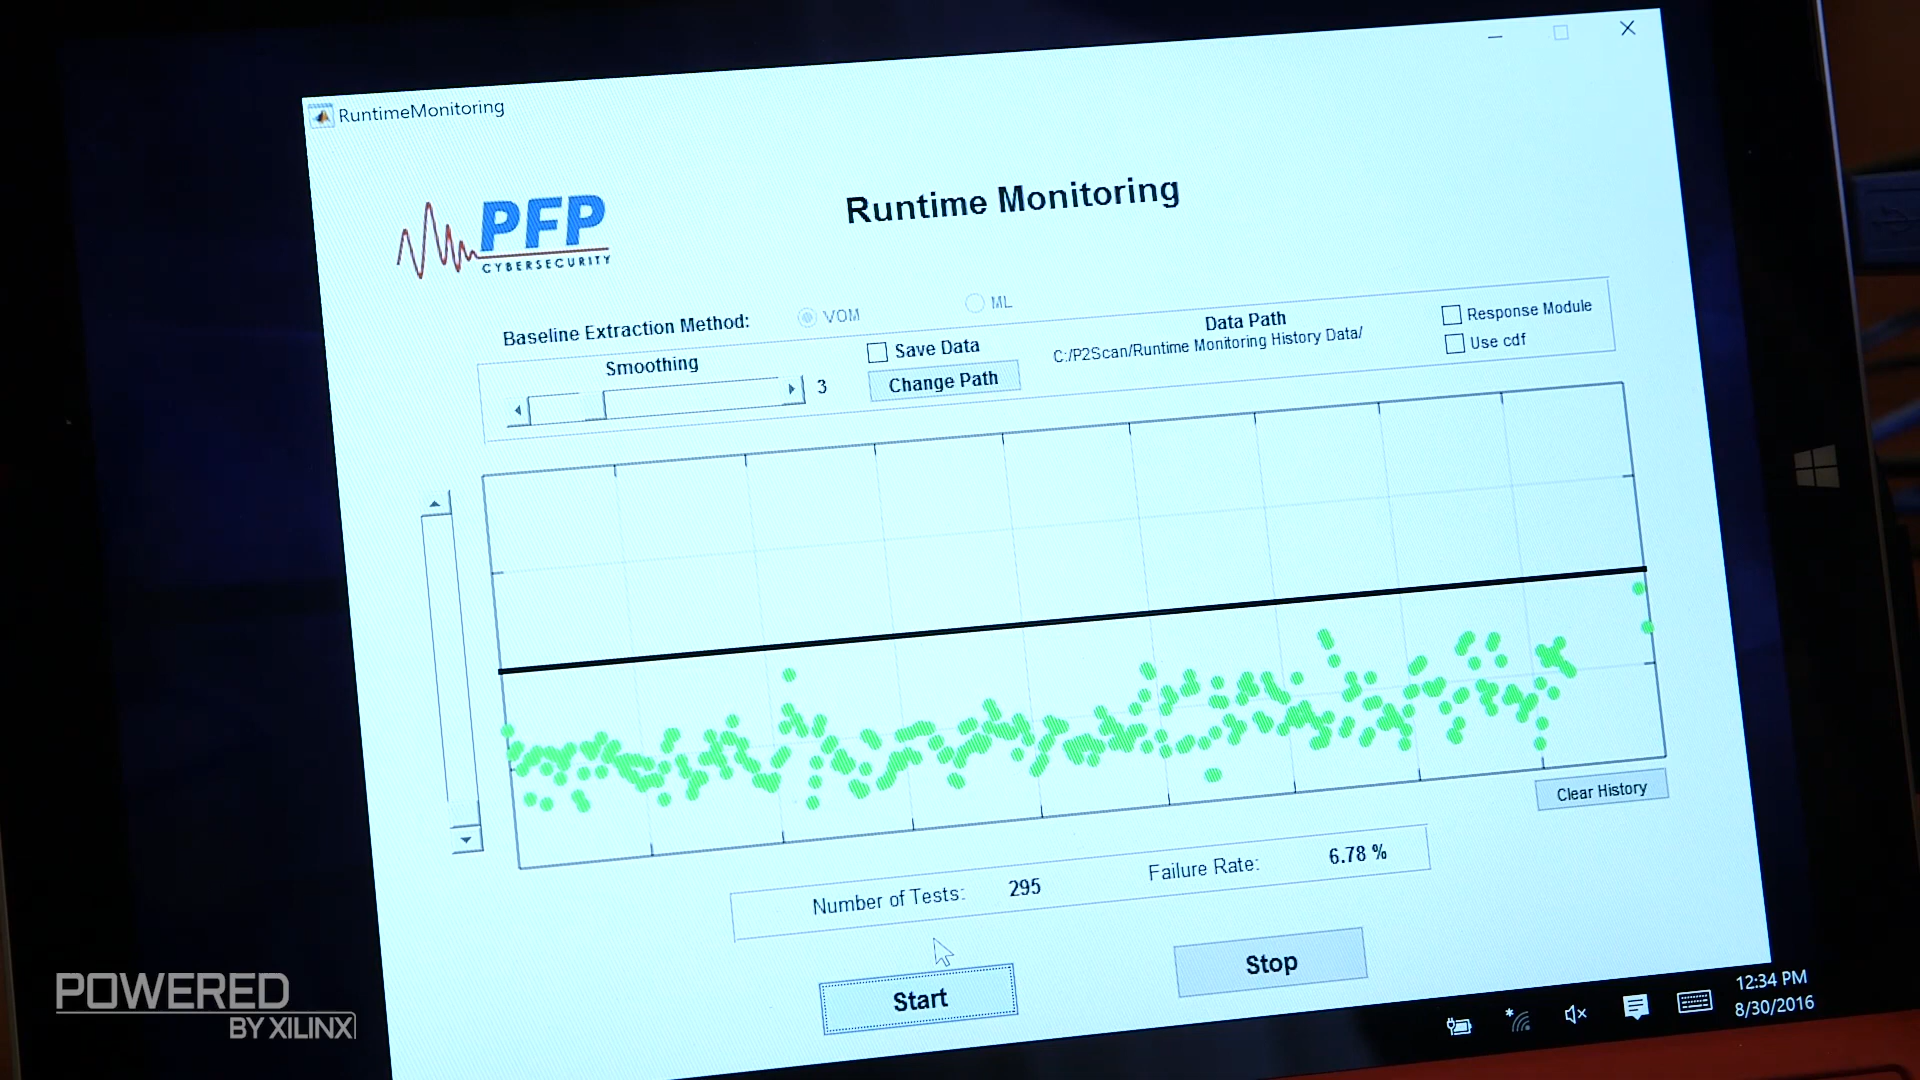 RuntimeMonitoring
PFP
CYBERSECURITY
Runtime Monitoring
Baseline Extraction Method:
VOM
ML
Smoothing
3
Save Data
Change Path
Data Path
C:/P2Scan/Runtime Monitoring History Data/
Response Module
Use cdf
Clear History
Number of Tests: 295
Failure Rate: 6.78 %
Start
Stop
12:34 PM
8/30/2016
POWERED
BY XILINX